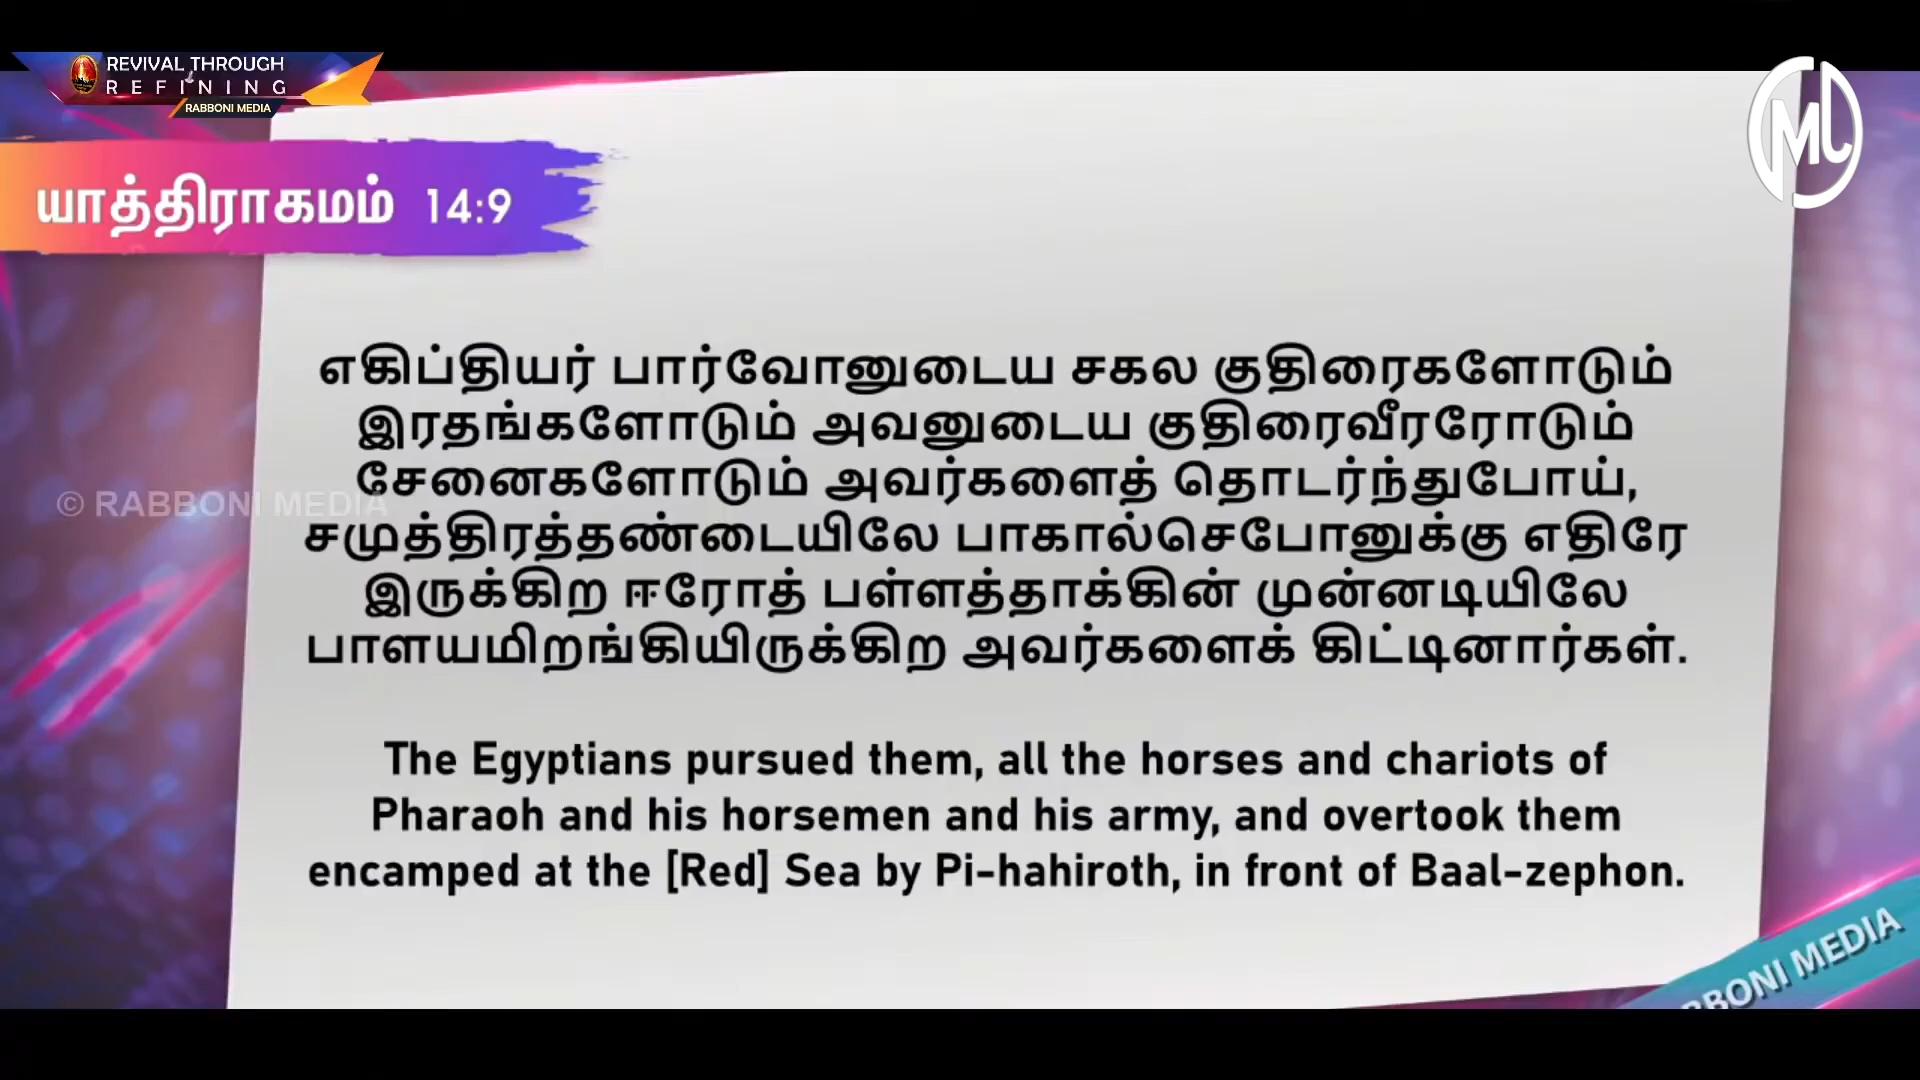 REVIVAL THROUGH
REFINING
RABBONI MEDIA
யாத்திராகமம் 14:9
எகிப்தியர் பார்வோனுடைய சகல குதிரைகளோடும்
இரதங்களோடும் அவனுடைய குதிரைவீரரோடும்
சேனைகளோடும் அவர்களைத் தொடர்ந்துபோய்,
© RABBONI MEDIA
சமுத்திரத்தண்டையிலே பாகால்செபோனுக்கு எதிரே
இருக்கிற ஈரோத் பள்ளத்தாக்கின் முன்னடியிலே
பாளயமிறங்கியிருக்கிற அவர்களைக் கிட்டினார்கள்.
The Egyptians pursued them, all the horses and chariots of
Pharaoh and his horsemen and his army, and overtook them
encamped at the [Red] Sea by Pi-hahiroth, in front of Baal-zephon.
BBONI MEDIA